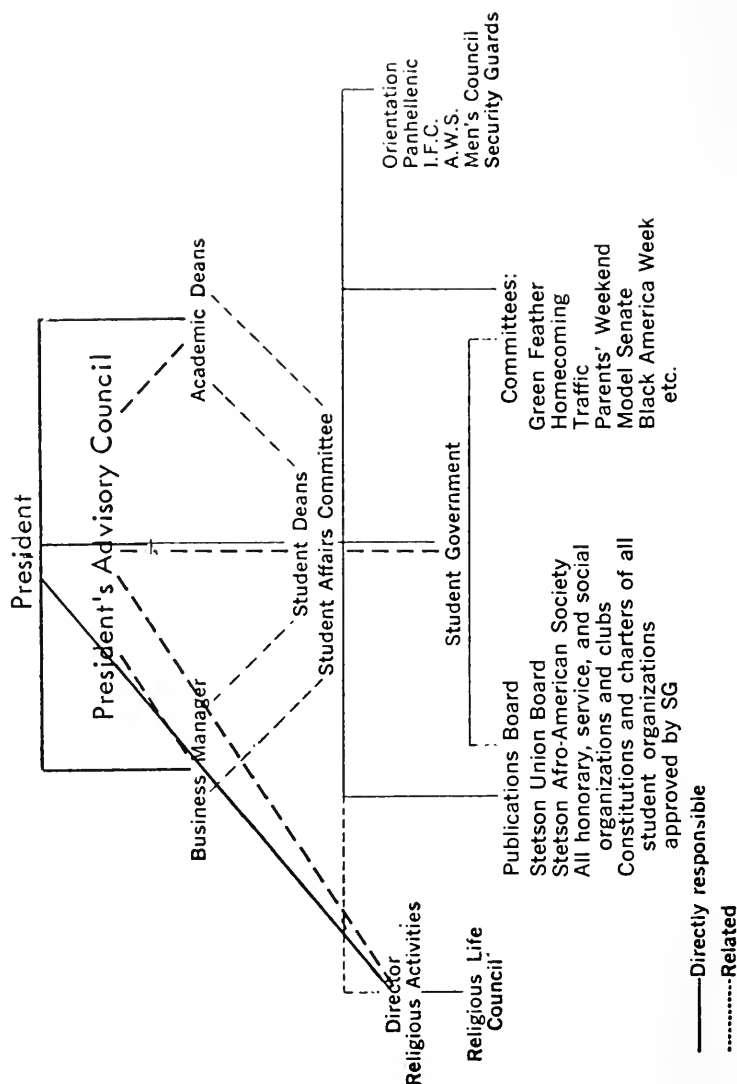 President
President's Advisory Council
Business Manager
Academic Deans
Student Deans
Student Affairs Committee
Director
Religious Activities
Religious Life
Council
Student Government
Orientation
Panhellenic
I.F.C.
A.W.S.
Men's Council
Security Guards
Publications Board
Stetson Union Board
Stetson Afro-American Society
All honorary, service, and social
organizations and clubs
Constitutions and charters of all
student organizations
approved by SG
Committees:
Green Feather
Homecoming
Traffic
Parents' Weekend
Model Senate
Black America Week
etc.
Directly responsible
Related